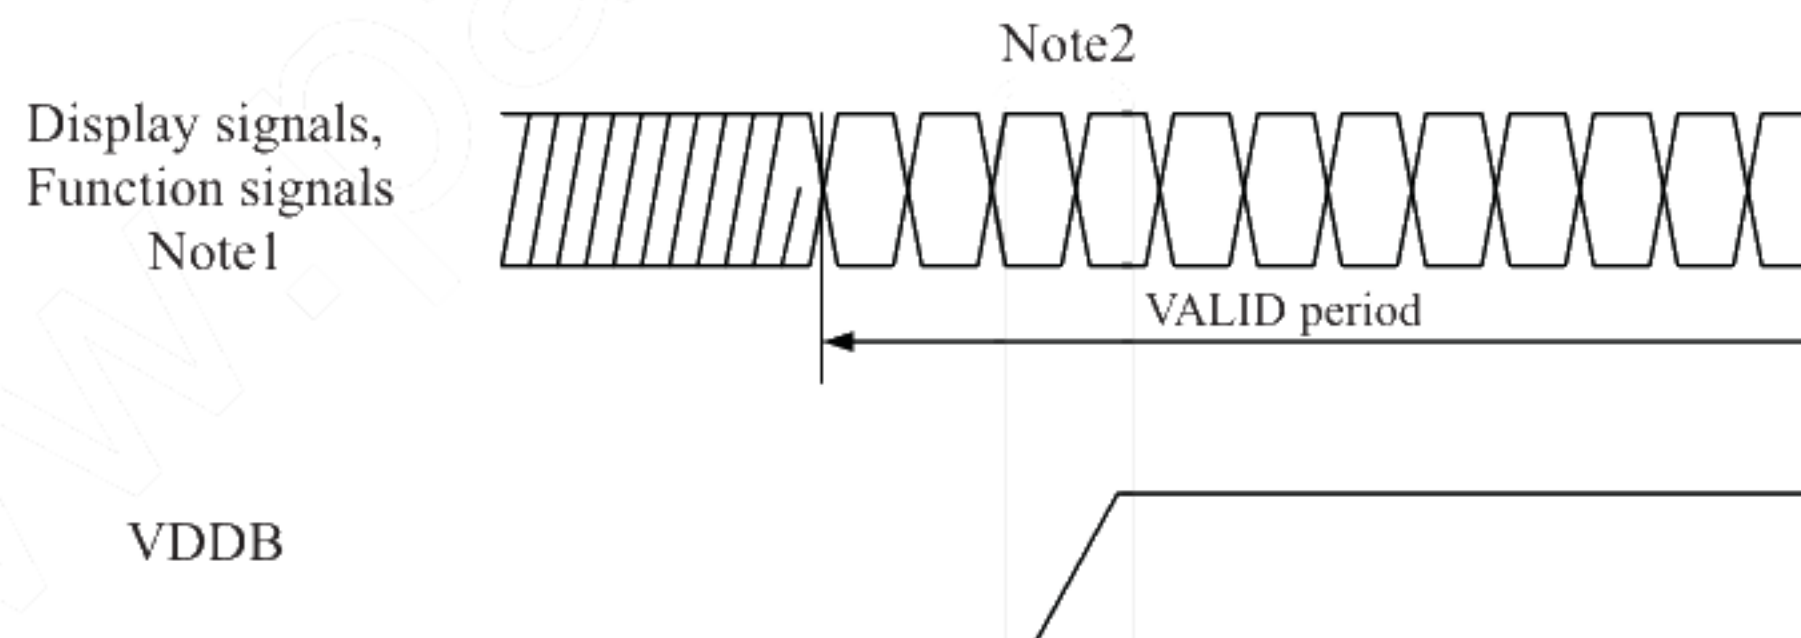 Note2
Display signals,
Function signals
Note1
VALID period
VDDB